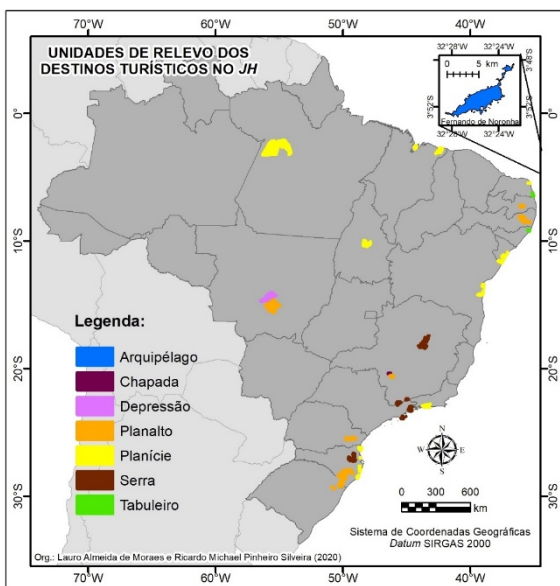 70°W 60°W 50°W 40°W
UNIDADES DE RELEVO DOS
DESTINOS TURÍSTICOS NO JH
32°28'W 32°24'W
0 5 km
3°48'S
3°52'S
3°52'S
Fernando de Noronha
32°28'W 32°24'W
0° 0°
10°S 10°S
20°S 20°S
30°S 30°S
Legenda:
Arquipélago
Chapada
Depressão
Planalto
Planície
Serra
Tabuleiro
N
W E
S
0 300 600
km
Sistema de Coordenadas Geográficas
Datum SIRGAS 2000
Org.: Lauro Almeida de Moraes e Ricardo Michael Pinheiro Silveira (2020)
70°W 60°W 50°W 40°W